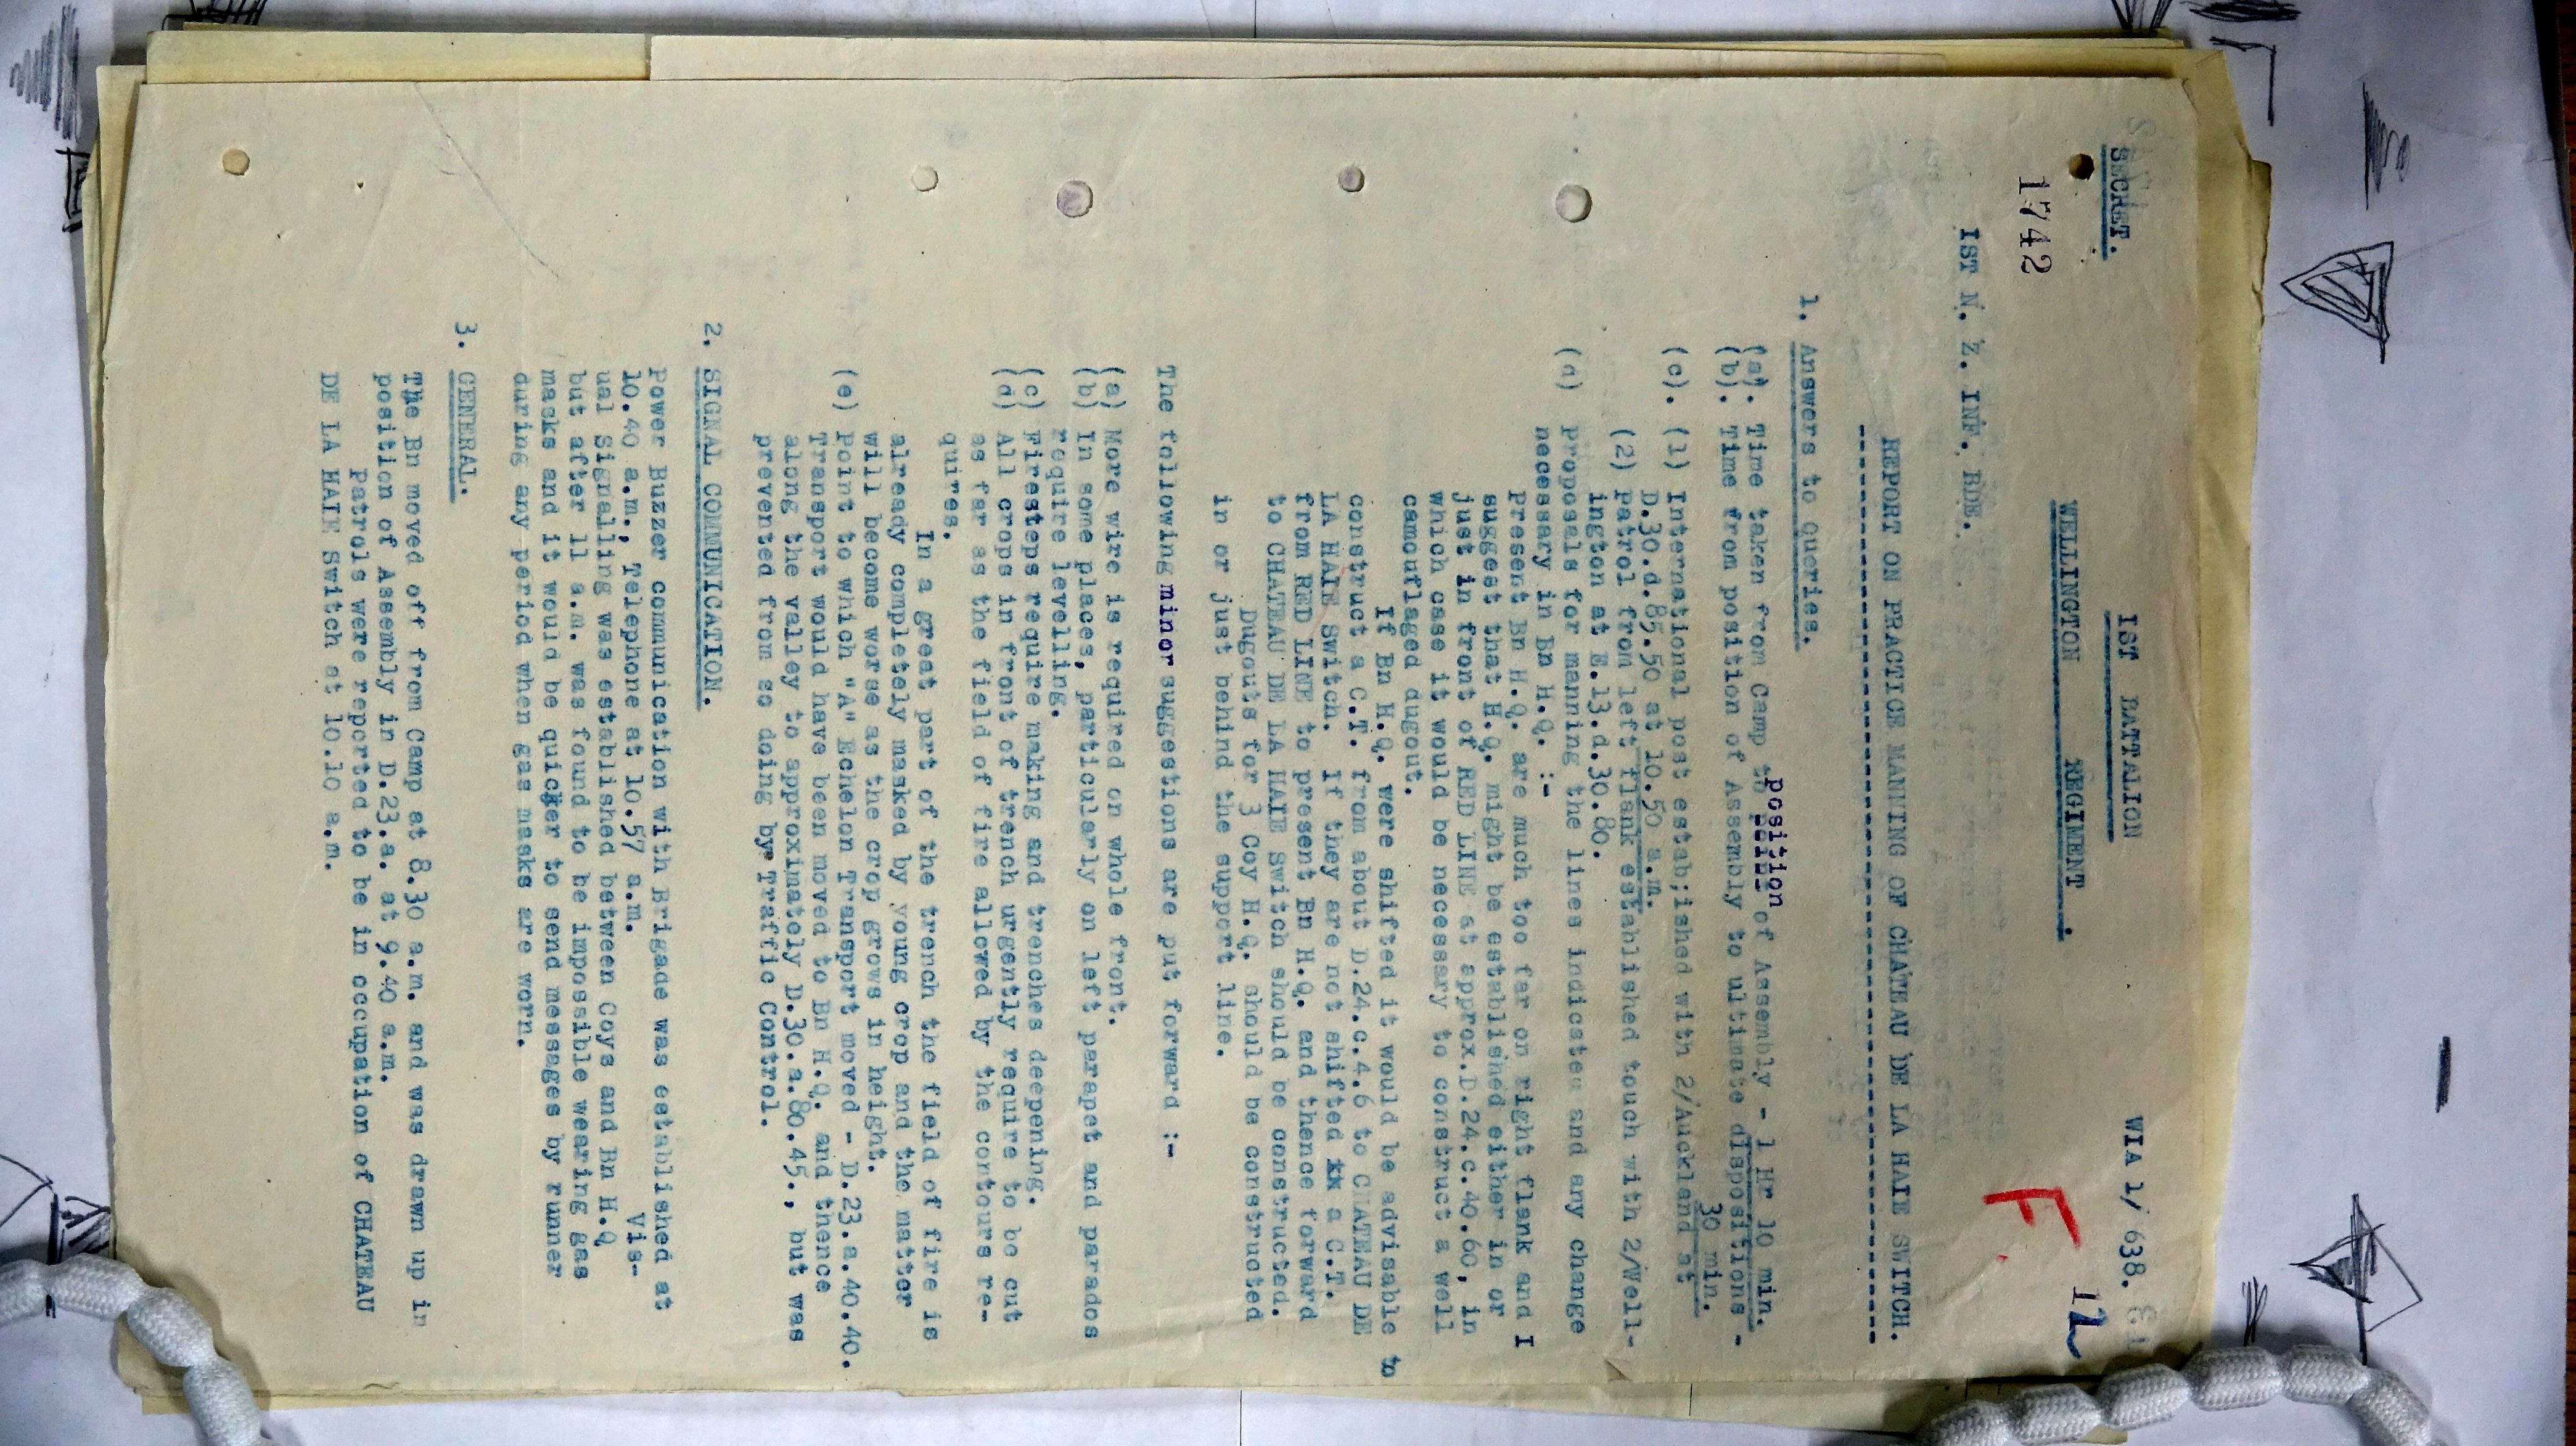 SECRET.
1ST BATTALION
WIA 1/ 638.
12
WELLINGTON REGIMENT .
1742
F.
IST N. Z. INF. BDE.
REPORT ON PRACTICE MANNING OF CHATEAU DE LA HAIE SWITCH.
1. Answers to Queries.
position
(a). Time taken from Camp to point of Assembly - 1 Hr 10 min.
(b). Time from position of Assembly to ultimate dispositions -
30 min.
(c). (1) International post estab;ished with 2/Auckland at
D.30.d.85.50 at 10.50 a.m.
(2) Patrol from left flank established touch with 2/Well-
ington at E.13.d.30.80.
(d) Proposals for manning the lines indicated and any change
necessary in Bn H.Q. :-
Present Bn H.Q. are much too far on right flank and I
suggest that H.Q. might be established either in or
just in front of RED LINE at approx.D.24.c.40.60, in
which case it would be necessary to construct a well
camouflaged dugout.
If Bn H.Q. were shifted it would be advisable to
construct a C.T. from about D.24.c.4.6 to CHATEAU DE
LA HAIE Switch. If they are not shifted xx a C.T.
from RED LINE to present Bn H.Q. and thence forward
to CHATEAU DE LA HAIE Switch should be constructed.
Dugouts for 3 Coy H.Q. should be constructed
in or just behind the support line.
The following minor suggestions are put forward :-
(a) More wire is required on whole front.
(b) In some places, particularly on left parapet and parados
require levelling.
(c) Firesteps require making and trenches deepening.
(d) All crops in front of trench urgently require to be cut
as far as the field of fire allowed by the contours re-
quires.
In a great part of the trench the field of fire is
already completely masked by young crop and the matter
will become worse as the crop grows in height.
(e) Point to which "A" Echelon Transport moved - D.23.a.40.40.
Transport would have been moved to Bn H.Q. and thence
along the valley to approximately D.30.a.80.45., but was
prevented from so doing by Traffic Control.
2. SIGNAL COMMUNICATION.
Power Buzzer communication with Brigade was established at
10.40 a.m., Telephone at 10.57 a.m. Vis-
ual Signalling was established between Coys and Bn H.Q
but after 11 a.m. was found to be impossible wearing gas
masks and it would be quicker to send messages by runner
during any period when gas masks are worn.
3. GENERAL.
The Bn moved off from Camp at 8.30 a.m. and was drawn up in
position of Assembly in D.23.a. at 9.40 a.m.
Patrols were reported to be in occupation of CHATEAU
DE LA HAIE Switch at 10.10 a.m.